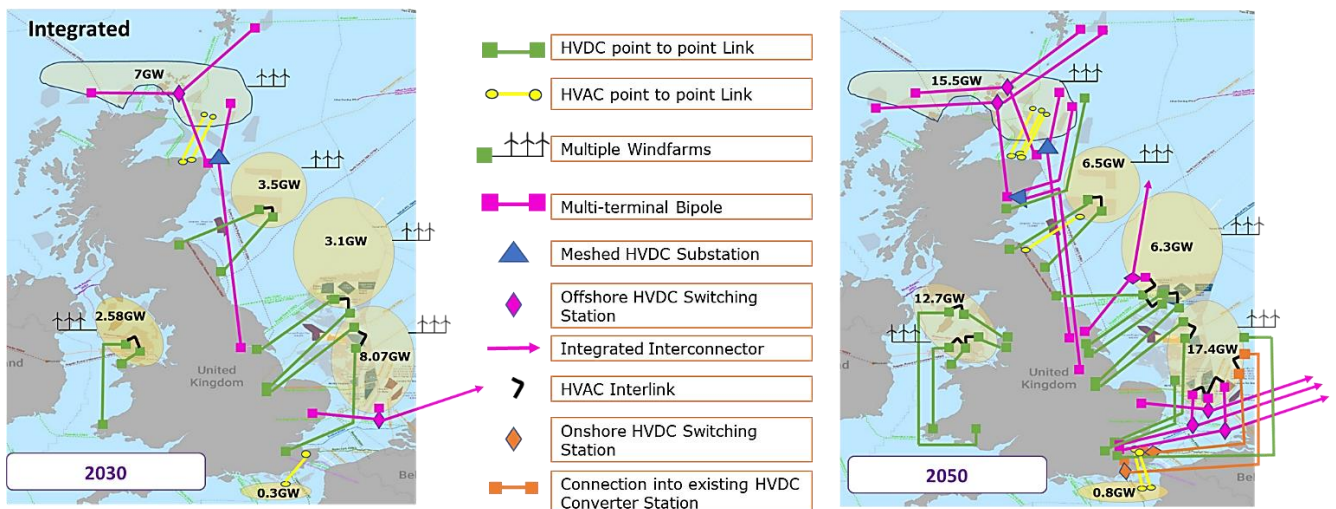 Integrated
7GW
3.5GW
3.1GW
2.58GW
8.07GW
United
Kingdom
0.3GW
2030
HVDC point to point Link
HVAC point to point Link
Multiple Windfarms
Multi-terminal Bipole
Meshed HVDC Substation
Offshore HVDC Switching
Station
Integrated Interconnector
HVAC Interlink
Onshore HVDC Switching
Station
Connection into existing HVDC
Converter Station
15.5GW
6.5GW
6.3GW
12.7GW
17.4GW
United
Kingdom
0.8GW
2050